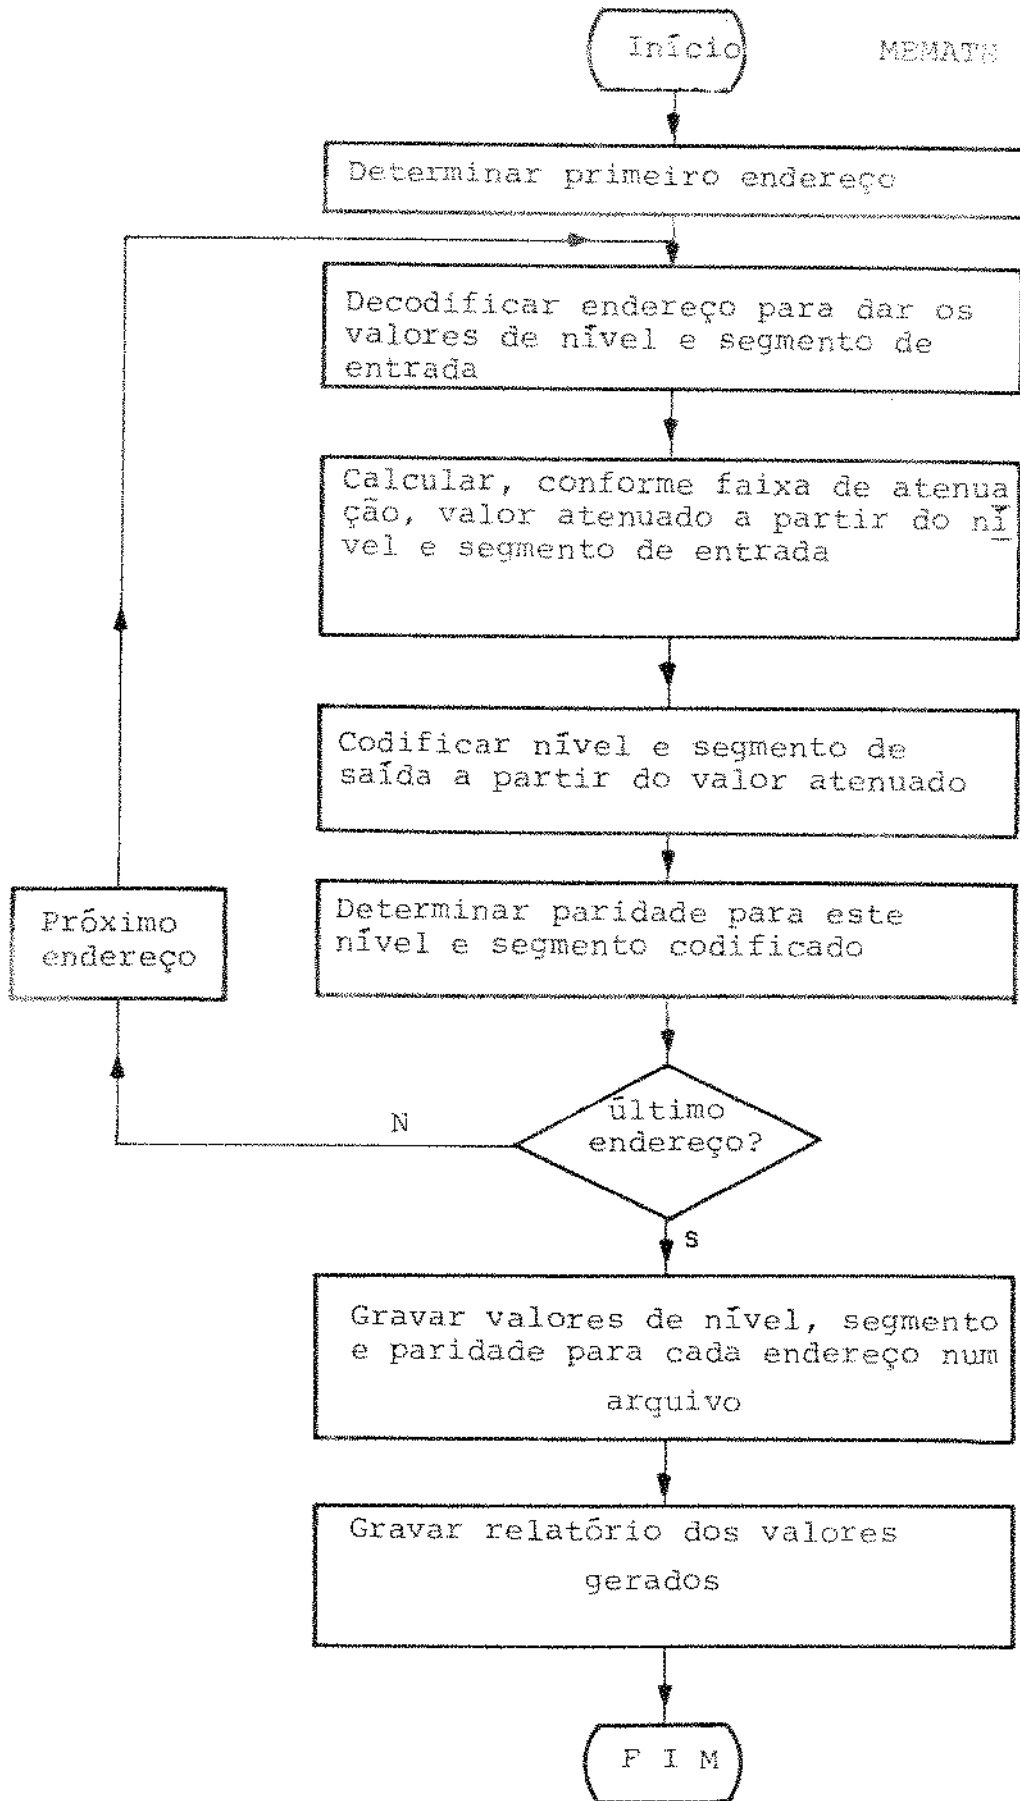 Início
Determinar primeiro endereço
Decodificar endereço para dar os
valores de nível e segmento de
entrada
Calcular, conforme faixa de atenua
ção, valor atenuado a partir do ní
vel e segmento de entrada
Codificar nível e segmento de
saída a partir do valor atenuado
Determinar paridade para este
nível e segmento codificado
Próximo
endereço
último
endereço?
N
s
Gravar valores de nível, segmento
e paridade para cada endereço num
arquivo
Gravar relatório dos valores
gerados
F I M